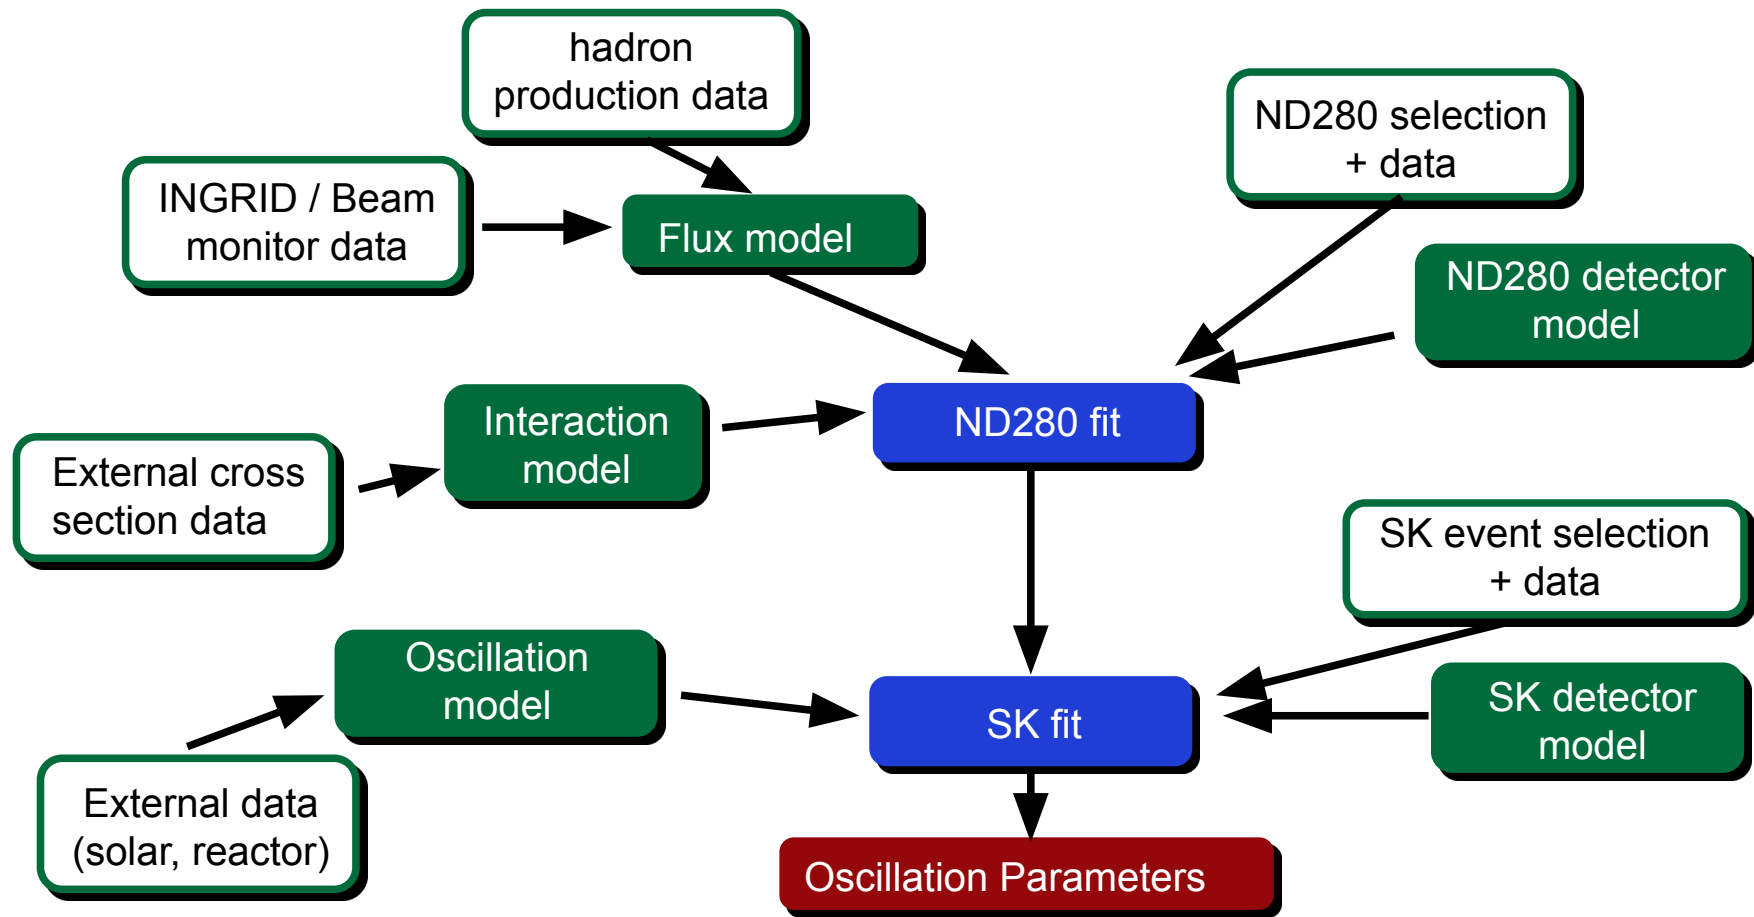 hadron
production data
ND280 selection
+ data
INGRID / Beam
monitor data
Flux model
ND280 detector
model
Interaction
model
ND280 fit
External cross
section data
SK event selection
+ data
Oscillation
model
SK fit
SK detector
model
External data
(solar, reactor)
Oscillation Parameters